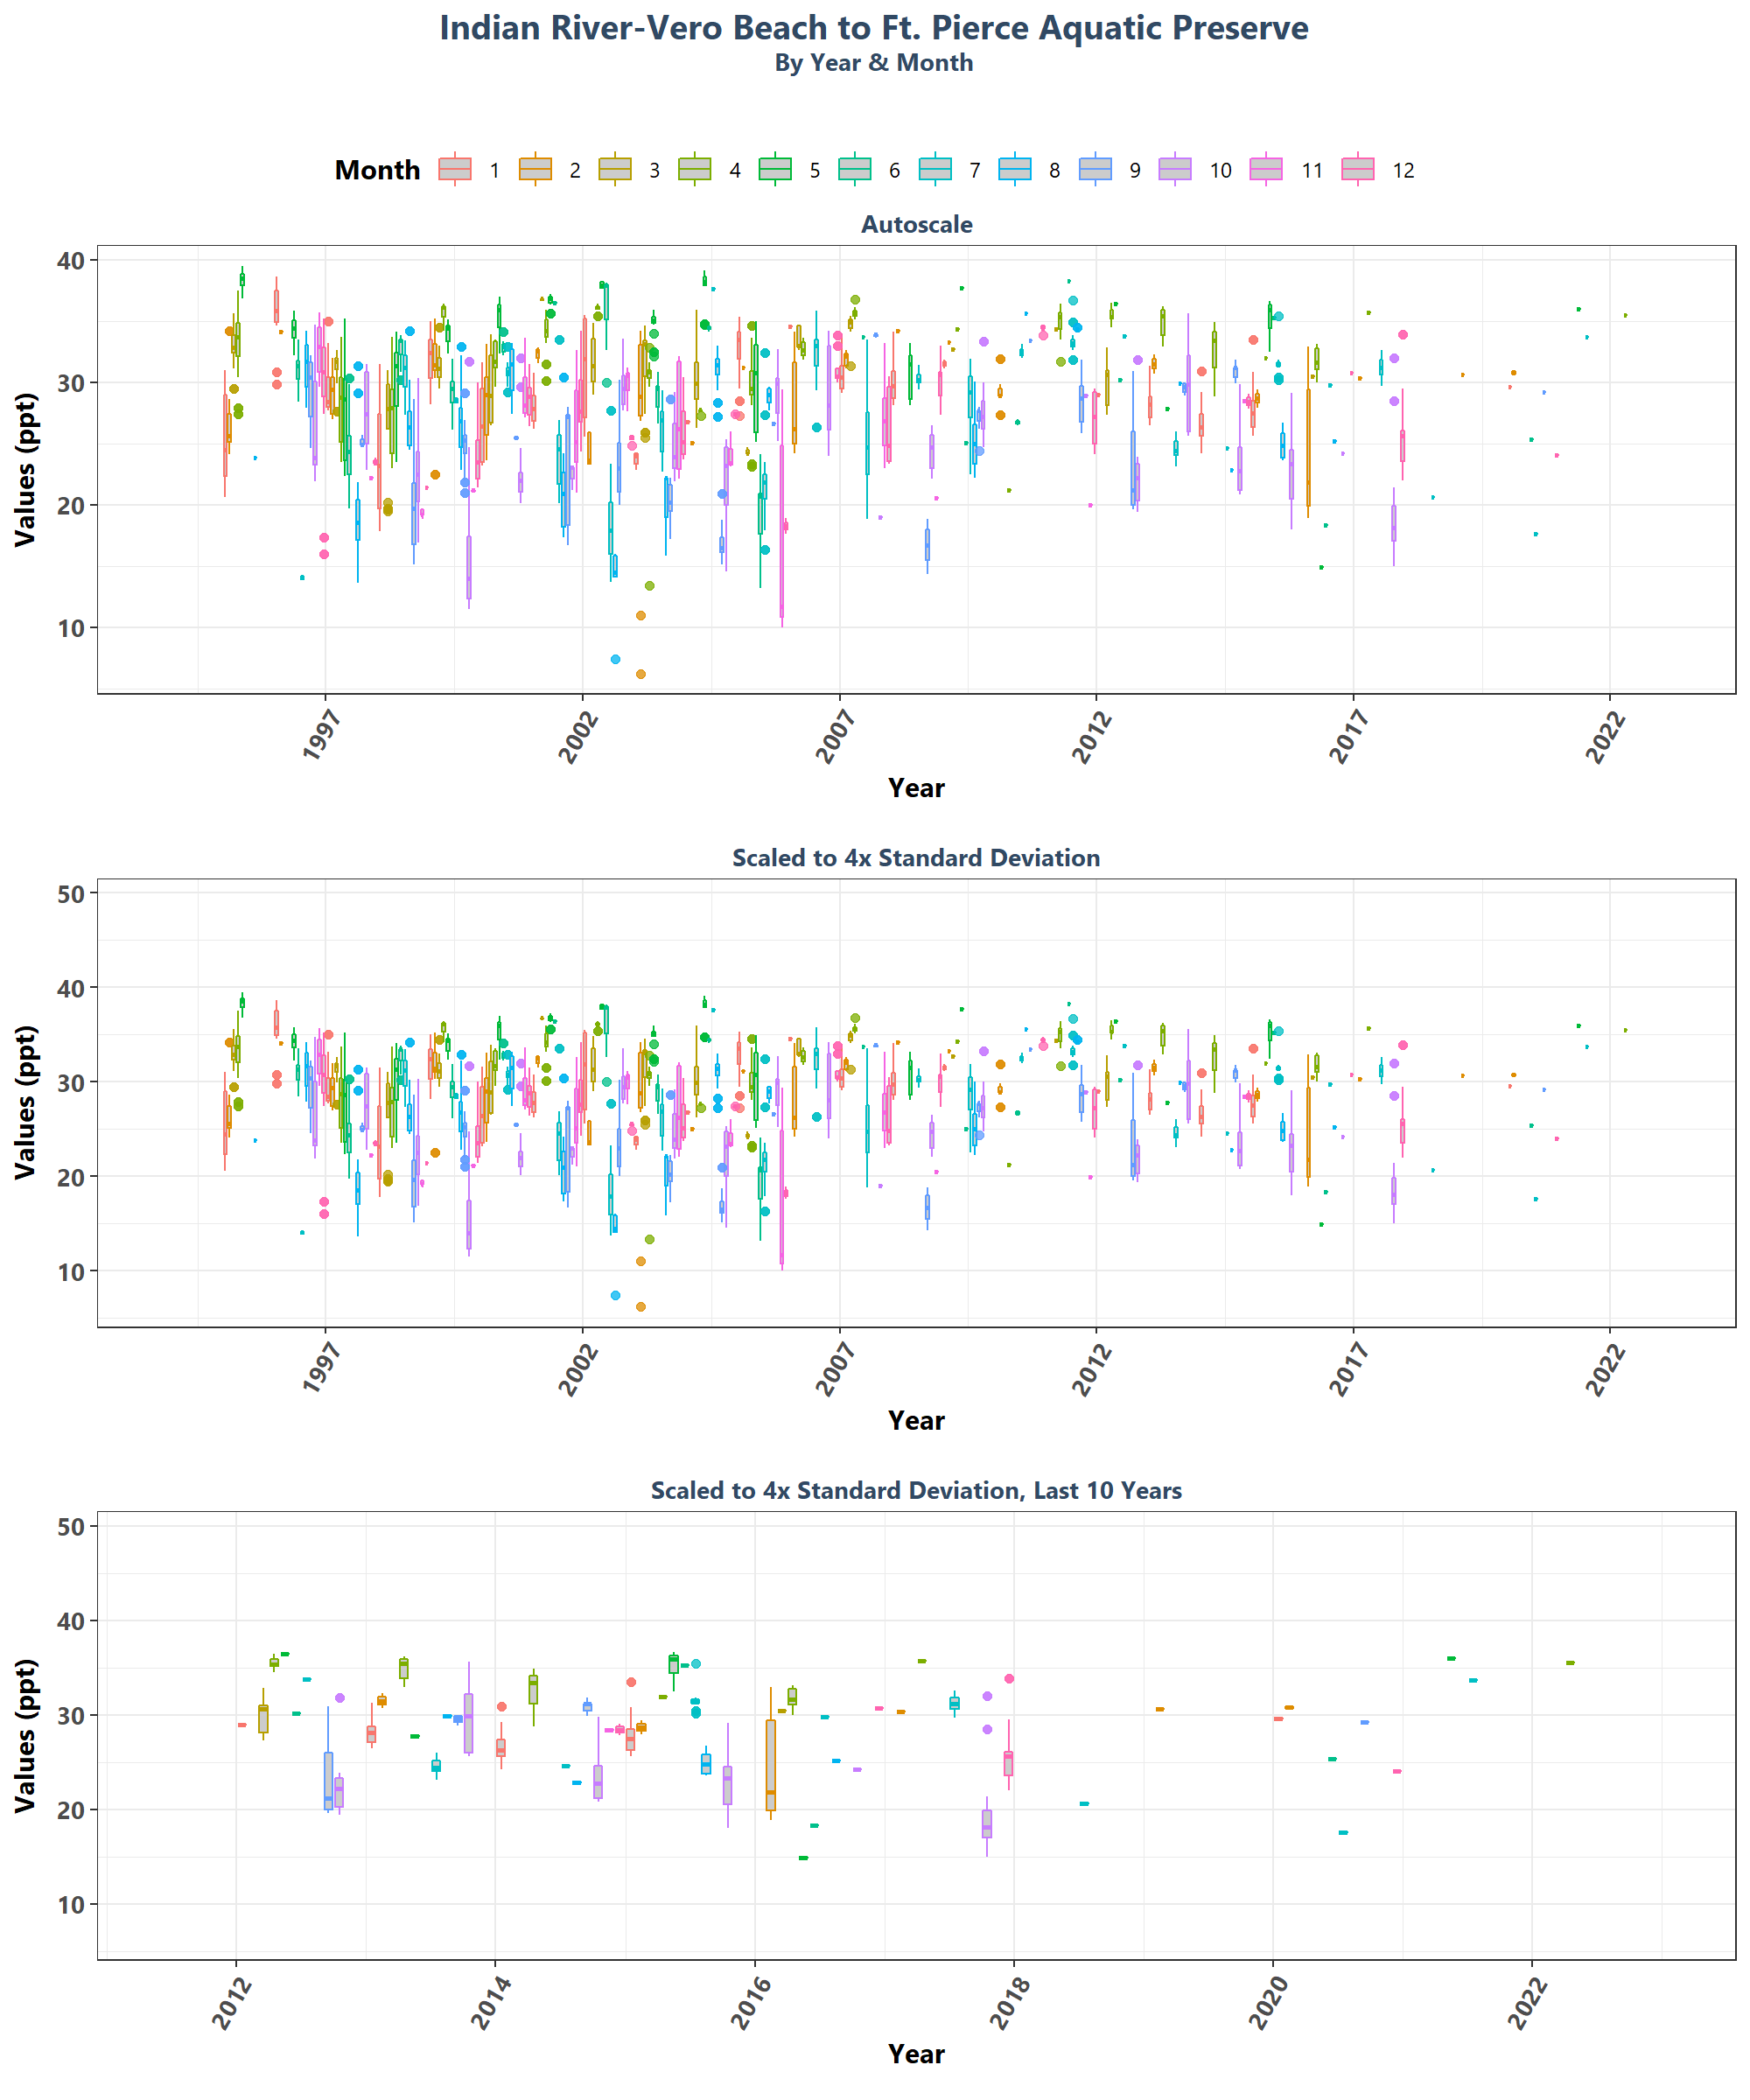 Indian River-Vero Beach to Ft. Pierce Aquatic Preserve
By Year & Month
Month 1 2 3 4 5 6 7 8 9 10 11 12
Autoscale
Values (ppt)
40
30
20
10
1997 2002 2007 2012 2017 2022
Year
Scaled to 4x Standard Deviation
Values (ppt)
50
40
30
20
10
1997 2002 2007 2012 2017 2022
Year
Scaled to 4x Standard Deviation, Last 10 Years
Values (ppt)
50
40
30
20
10
2012 2014 2016 2018 2020 2022
Year